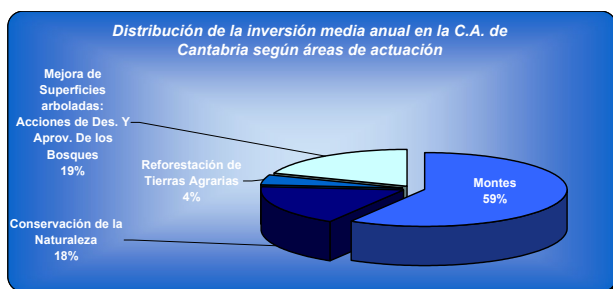 Distribución de la inversión media anual en la C.A. de
Cantabria según áreas de actuación
Mejora de
Superficies
arboladas:
Acciones de Des. Y
Aprov. De los
Bosques
19%
Reforestación de
Tierras Agrarias
4%
Montes
59%
Conservación de la
Naturaleza
18%